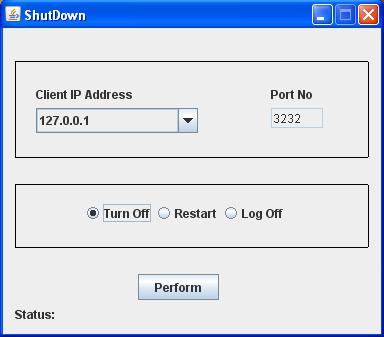 ShutDown
Client IP Address Port No
127.0.0.1 3232
Turn Off Restart Log Off
Perform
Status: